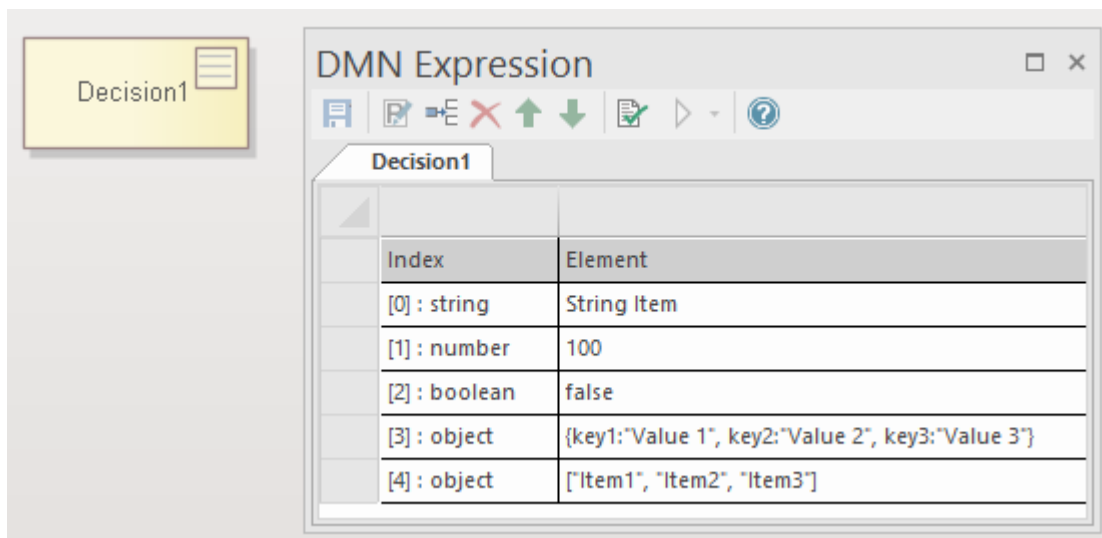 Decision1
DMN Expression
Decision1
Index Element
[0] : string String Item
[1] : number 100
[2] : boolean false
[3] : object {key1:"Value 1", key2:"Value 2", key3:"Value 3"}
[4] : object ["Item1", "Item2", "Item3"]